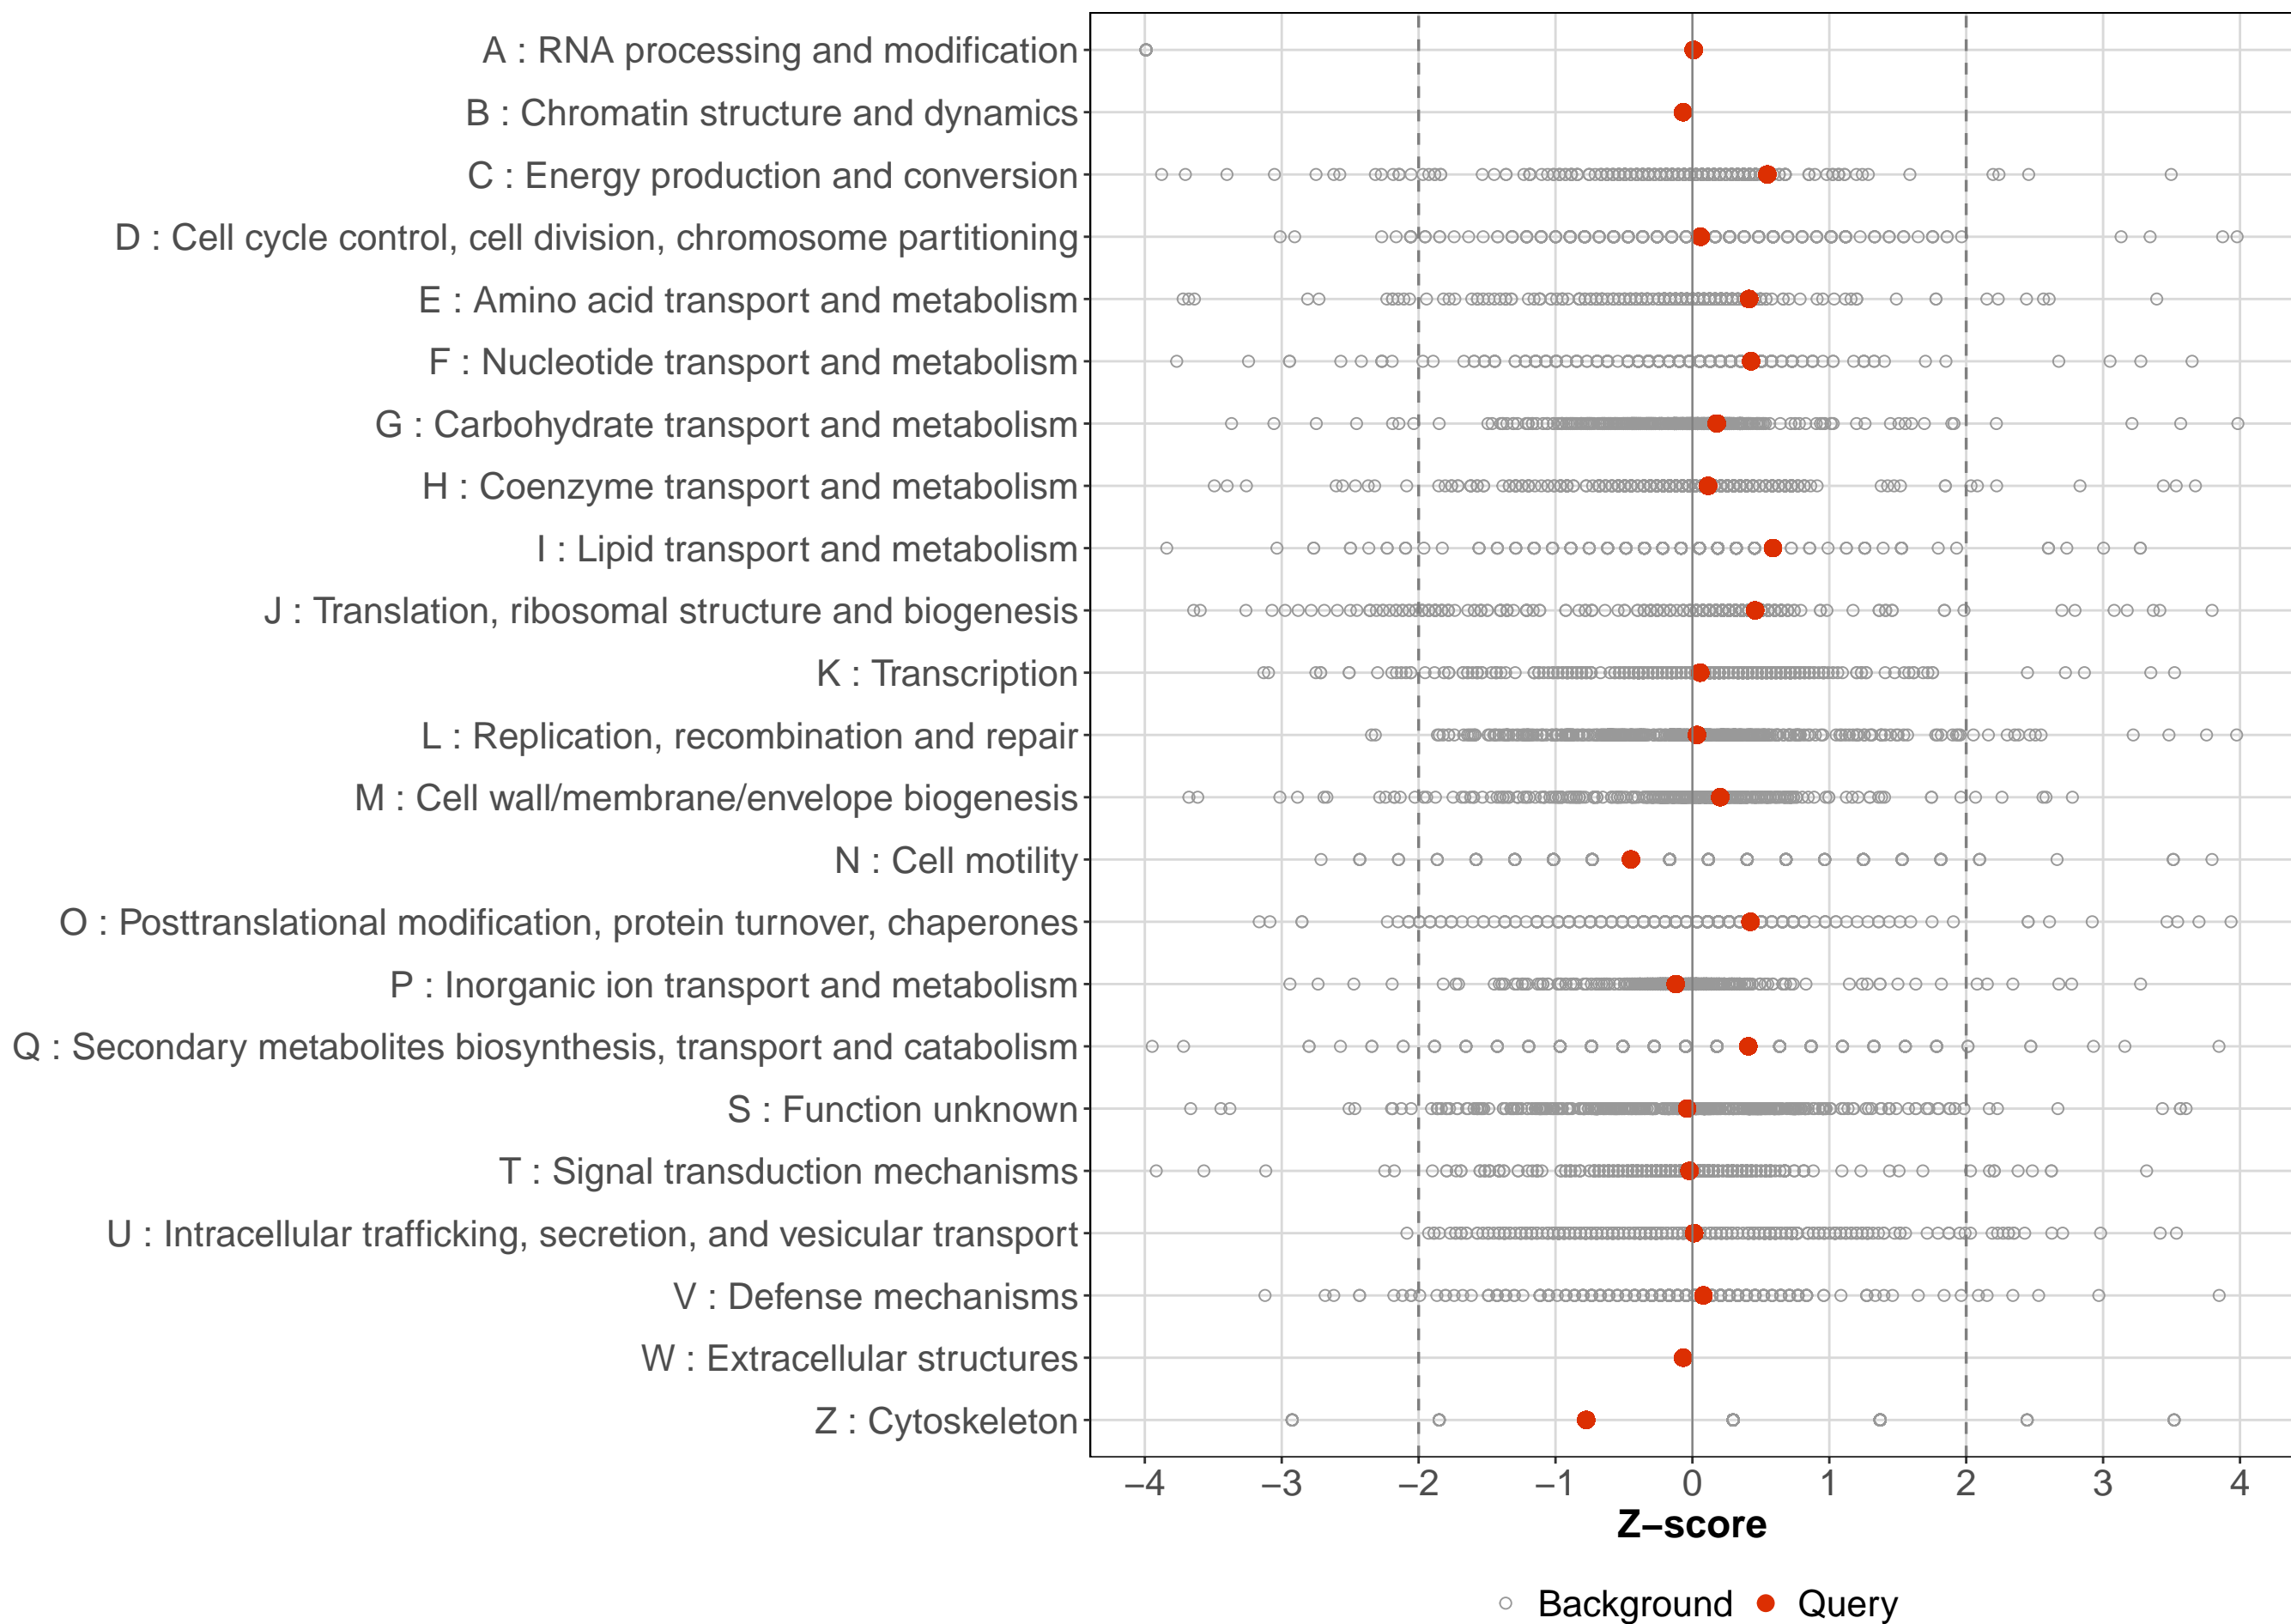 A : RNA processing and modification
B : Chromatin structure and dynamics
C : Energy production and conversion
D : Cell cycle control, cell division, chromosome partitioning
E : Amino acid transport and metabolism
F : Nucleotide transport and metabolism
G : Carbohydrate transport and metabolism
H : Coenzyme transport and metabolism
I : Lipid transport and metabolism
J : Translation, ribosomal structure and biogenesis
K : Transcription
L : Replication, recombination and repair
M : Cell wall/membrane/envelope biogenesis
N : Cell motility
O : Posttranslational modification, protein turnover, chaperones
P : Inorganic ion transport and metabolism
Q : Secondary metabolites biosynthesis, transport and catabolism
S : Function unknown
T : Signal transduction mechanisms
U : Intracellular trafficking, secretion, and vesicular transport
V : Defense mechanisms
W : Extracellular structures
Z : Cytoskeleton
−4 −3 −2 −1 0 1 2 3 4
Z−score
Background Query